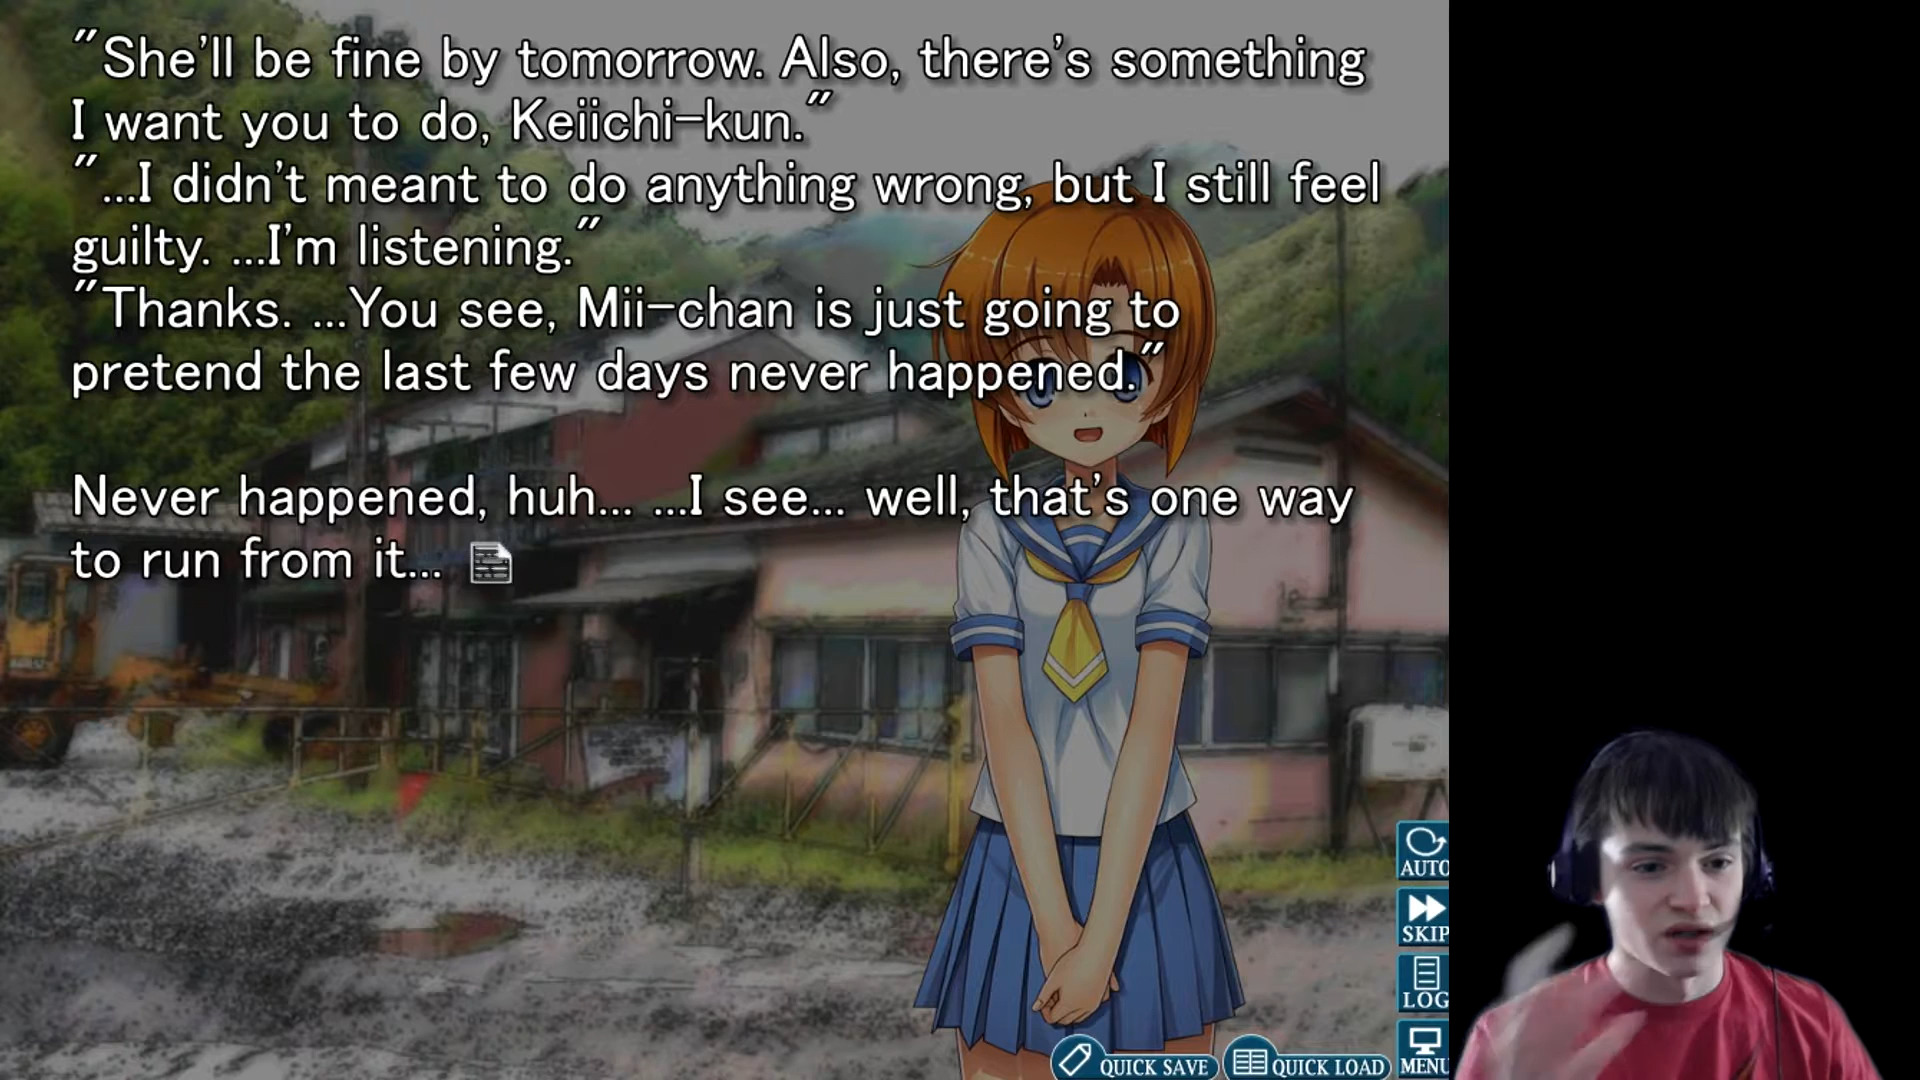 "She'll be fine by tomorrow. Also, there's something
I want you to do, Keiichi-kun."
"...I didn't meant to do anything wrong, but I still feel
guilty. ...I'm listening."
"Thanks. ...You see, Mii-chan is just going to
pretend the last few days never happened."
Never happened, huh... ...I see... well, that's one way
to run from it...
AUTO
SKIP
LOG
MENU
QUICK SAVE
QUICK LOAD